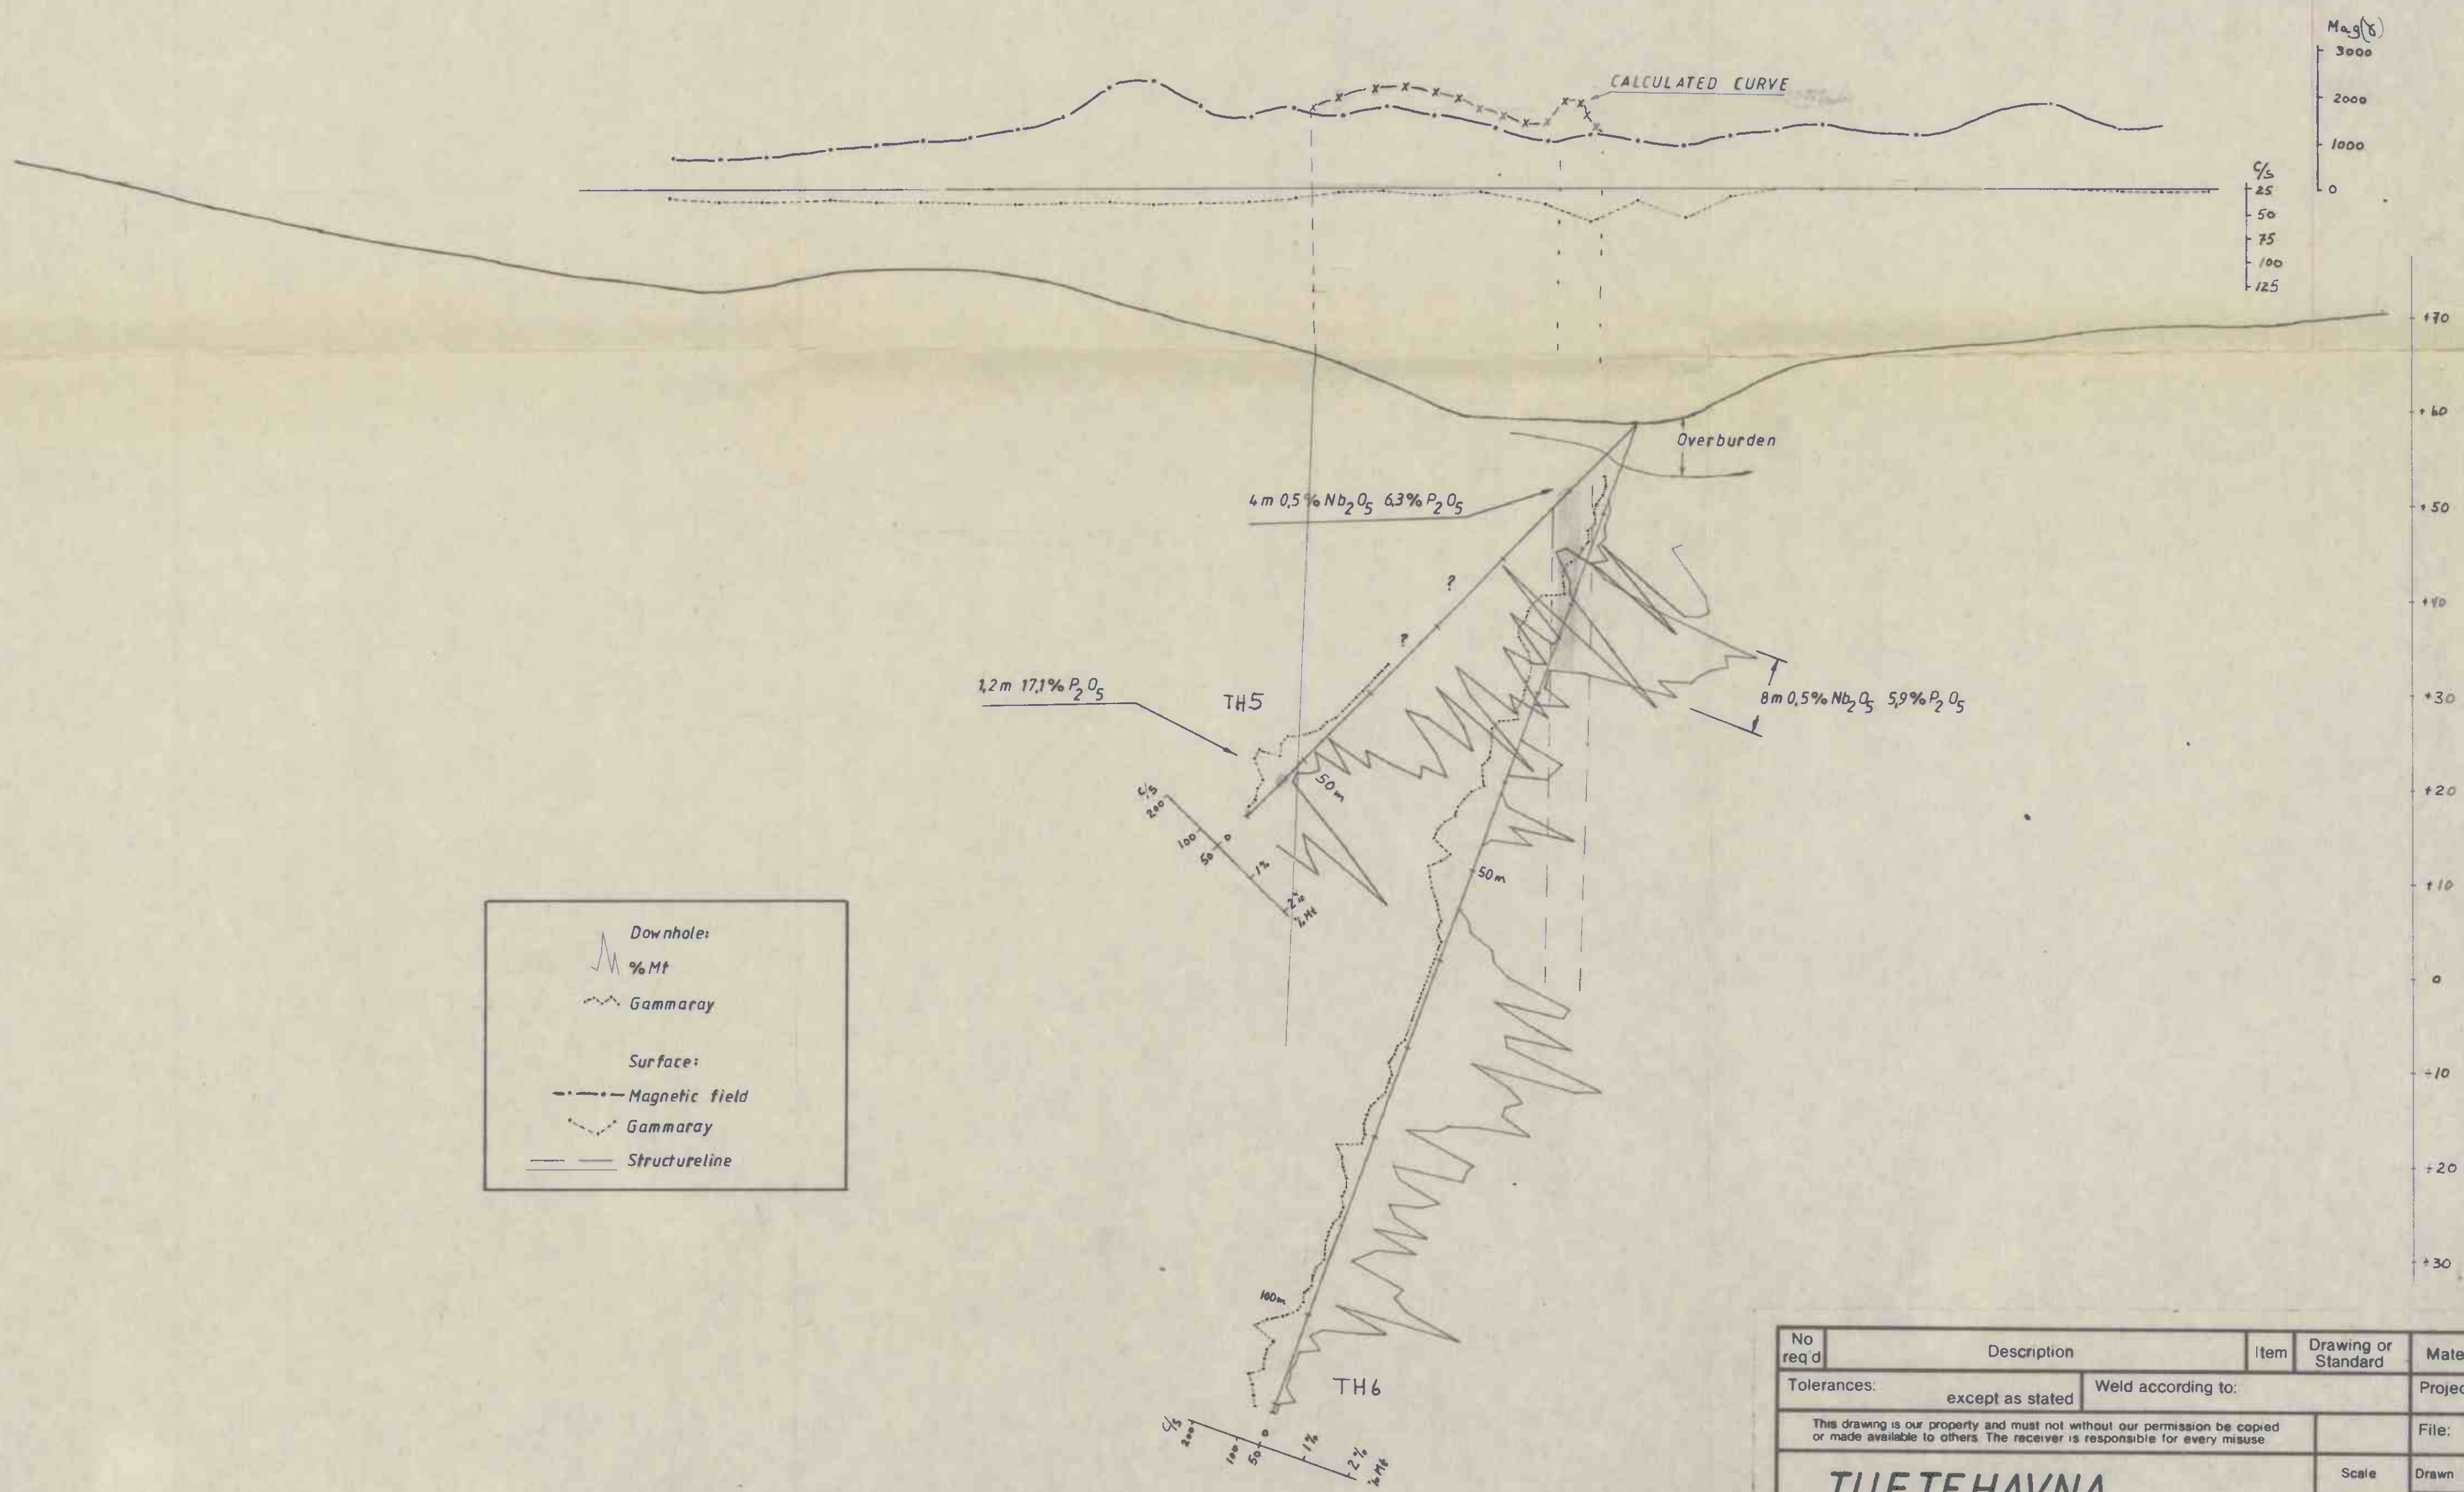 Mag(γ)
3000
2000
1000
0
CALCULATED CURVE
c/s
25
50
75
100
125
+70
+60
+50
+40
+30
+20
+10
0
÷10
÷20
÷30
Overburden
4m 0,5% Nb2O5 6,3% P2O5
?
?
1,2m 17,1% P2O5
TH5
8m 0,5% Nb2O5 5,9% P2O5
50m
c/s
200
100
50
0
1%
2%
%Mt
50m
Downhole:
%Mt
Gammaray
Surface:
Magnetic field
Gammaray
Structureline
100m
TH6
c/s
200
100
50
0
1%
2%
%Mt
No req'd
Description
Item
Drawing or Standard
Mate
Tolerances: except as stated
Weld according to:
Projec
This drawing is our property and must not without our permission be copied
or made available to others. The receiver is responsible for every misuse
File:
Scale
Drawn